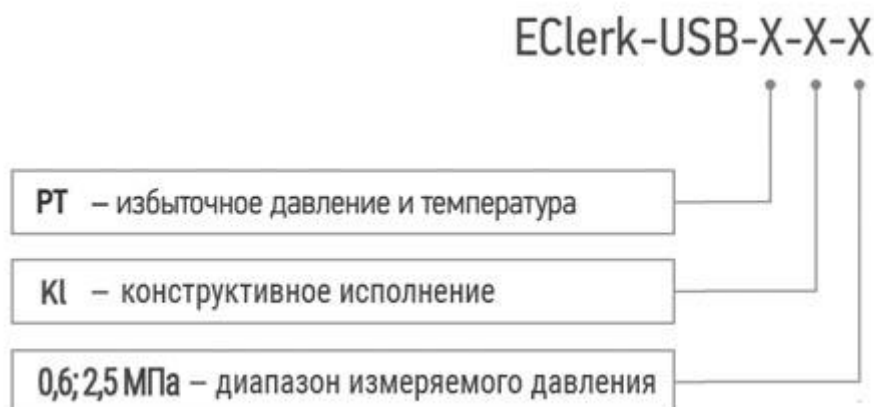 EClerk-USB-X-X-X
PT – избыточное давление и температура
Kl – конструктивное исполнение
0,6; 2,5 МПа – диапазон измеряемого давления